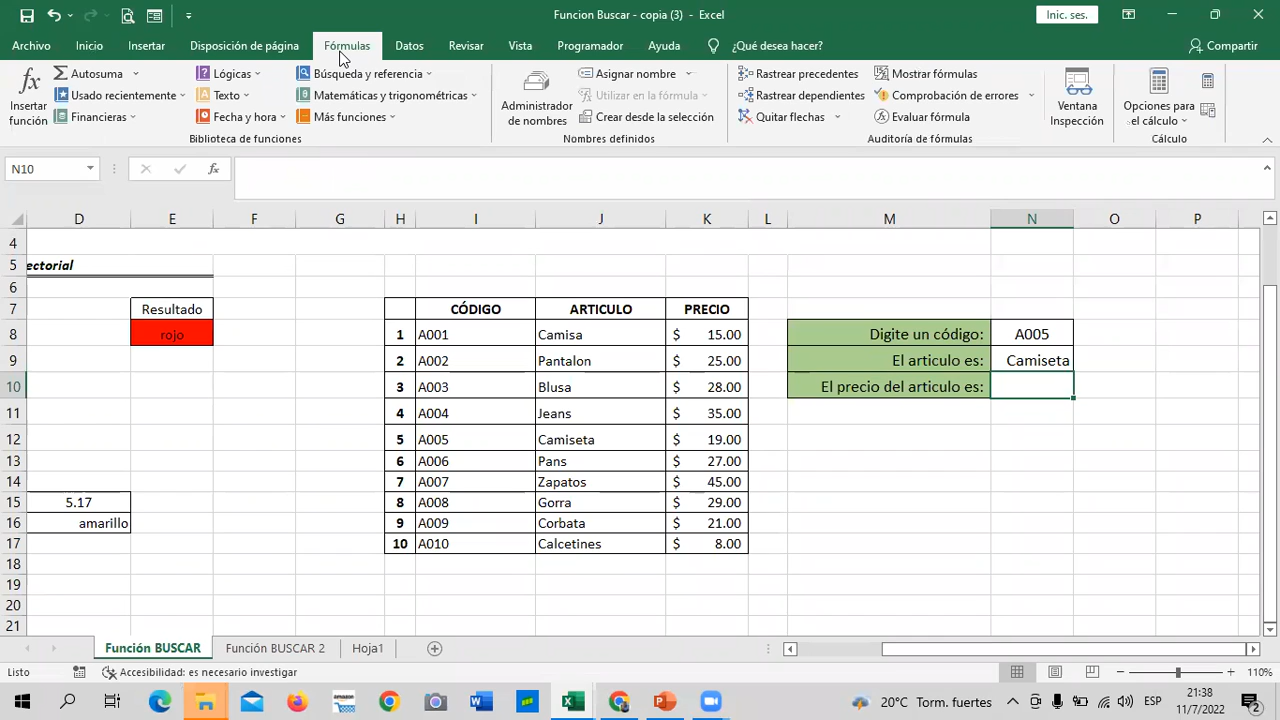 Funcion Buscar - copia (3) - Excel
Inic. ses.
Archivo Inicio Insertar Disposición de página Fórmulas Datos Revisar Vista Programador Ayuda ¿Qué desea hacer? Compartir
Insertar función
Autosuma
Usado recientemente
Financieras
Lógicas
Texto
Fecha y hora
Búsqueda y referencia
Matemáticas y trigonométricas
Más funciones
Biblioteca de funciones
Administrador de nombres
Asignar nombre
Utilizar en la fórmula
Crear desde la selección
Nombres definidos
Rastrear precedentes
Rastrear dependientes
Quitar flechas
Mostrar fórmulas
Comprobación de errores
Evaluar fórmula
Auditoría de fórmulas
Ventana Inspección
Opciones para el cálculo
Cálculo
N10
fx
D E F G H I J K L M N O P
4
5 ectorial
6
7 Resultado CÓDIGO ARTICULO PRECIO
8 rojo 1 A001 Camisa $ 15.00 Digite un código: A005
9 2 A002 Pantalon $ 25.00 El articulo es: Camiseta
10 3 A003 Blusa $ 28.00 El precio del articulo es:
11 4 A004 Jeans $ 35.00
12 5 A005 Camiseta $ 19.00
13 6 A006 Pans $ 27.00
14 7 A007 Zapatos $ 45.00
15 5.17 8 A008 Gorra $ 29.00
16 amarillo 9 A009 Corbata $ 21.00
17 10 A010 Calcetines $ 8.00
18
19
20
21
Función BUSCAR Función BUSCAR 2 Hoja1
Listo Accesibilidad: es necesario investigar 110%
20°C Torm. fuertes ESP 21:38
11/7/2022 2